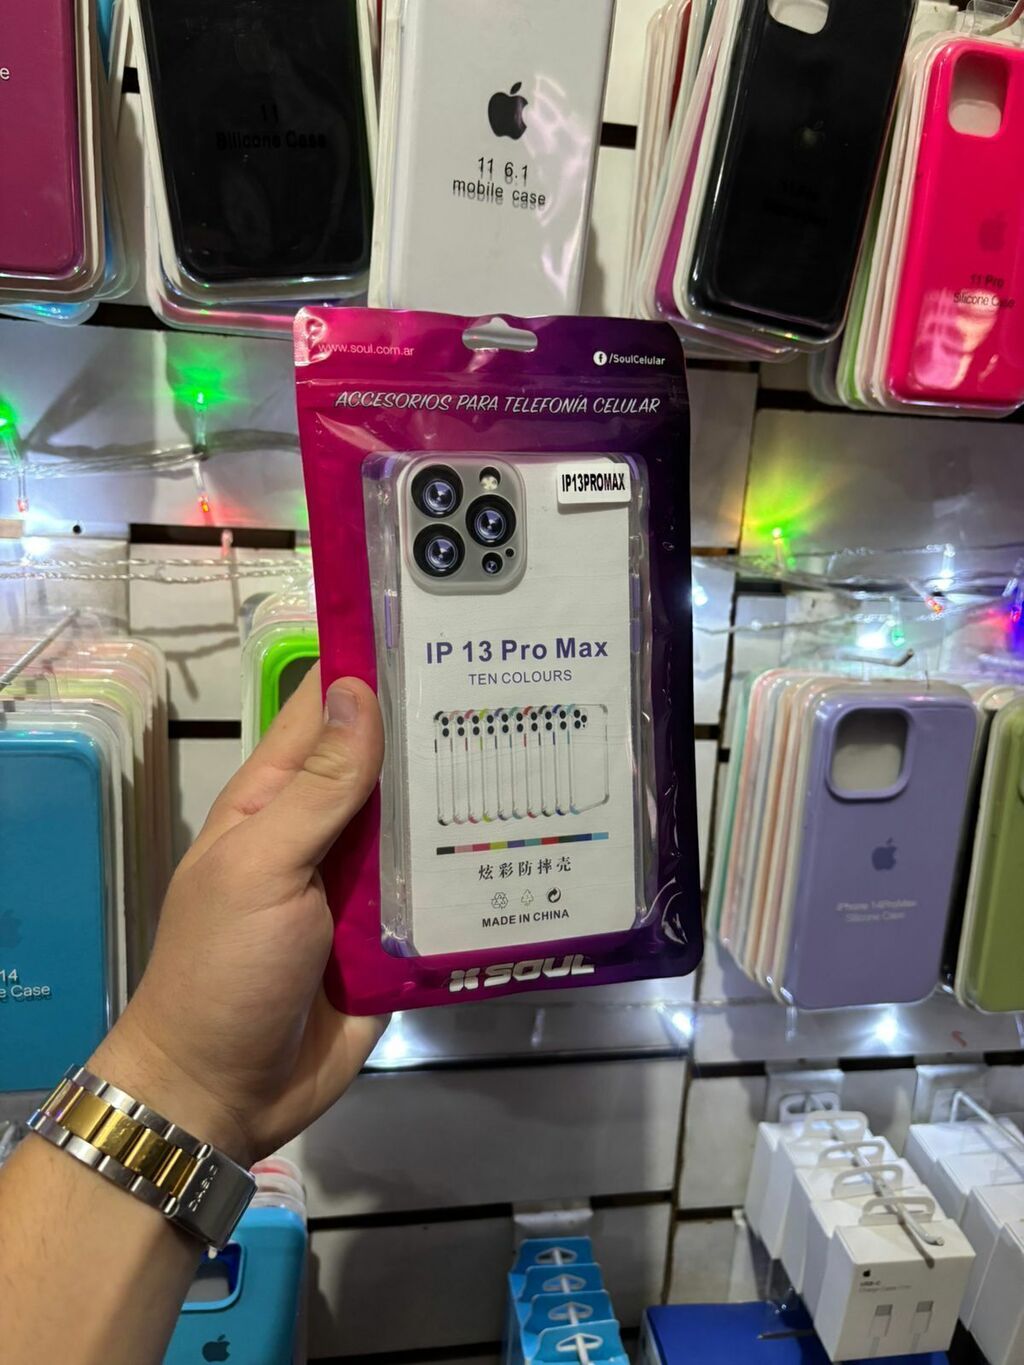 11
Silicone Case
11 6.1
mobile case
11 Pro
Silicone Case
www.soul.com.ar
/SoulCelular
ACCESORIOS PARA TELEFONÍA CELULAR
IP13PROMAX
IP 13 Pro Max
TEN COLOURS
炫彩防摔壳
MADE IN CHINA
SOUL
iPhone 14ProMax
Silicone Case
14
e Case
CASIO
USB-C